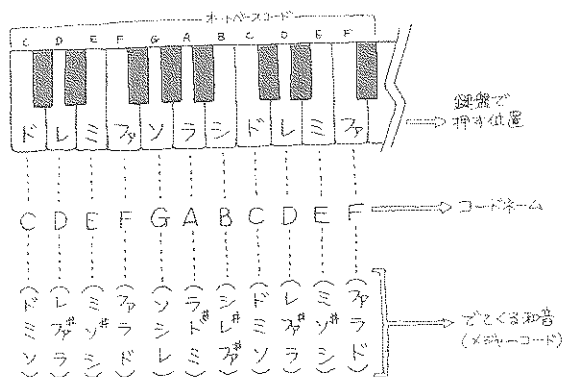 オートベースコード
C D E F G A B C D E F
ド レ ミ ファ ソ ラ シ ド レ ミ ファ
鍵盤で
押す位置
C D E F G A B C D E F
コードネーム
(ド (レ (ミ (ファ (ソ (ラ (シ (ド (レ (ミ (ファ
ミ ファ# ソ# ラ シ ド# レ# ミ ファ# ソ# ラ
ソ) ラ) シ) ド) レ) ミ) ファ#) ソ) ラ) シ) ド)
でてくる和音
(メジャーコード)